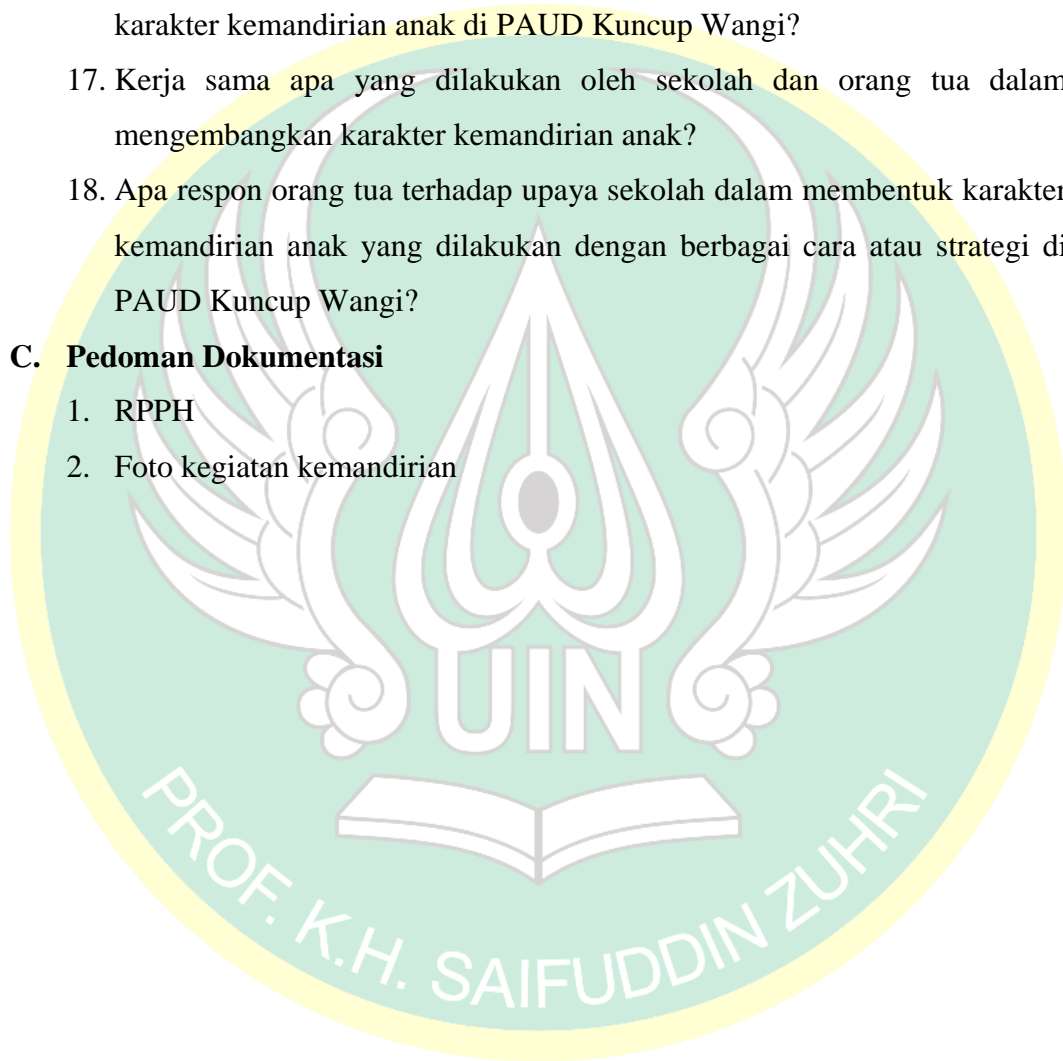 karakter kemandirian anak di PAUD Kuncup Wangi?
17. Kerja sama apa yang dilakukan oleh sekolah dan orang tua dalam
mengembangkan karakter kemandirian anak?
18. Apa respon orang tua terhadap upaya sekolah dalam membentuk karakter
kemandirian anak yang dilakukan dengan berbagai cara atau strategi di
PAUD Kuncup Wangi?
C. Pedoman Dokumentasi
1. RPPH
2. Foto kegiatan kemandirian
UIN
PROF. K.H. SAIFUDDIN ZUHRI